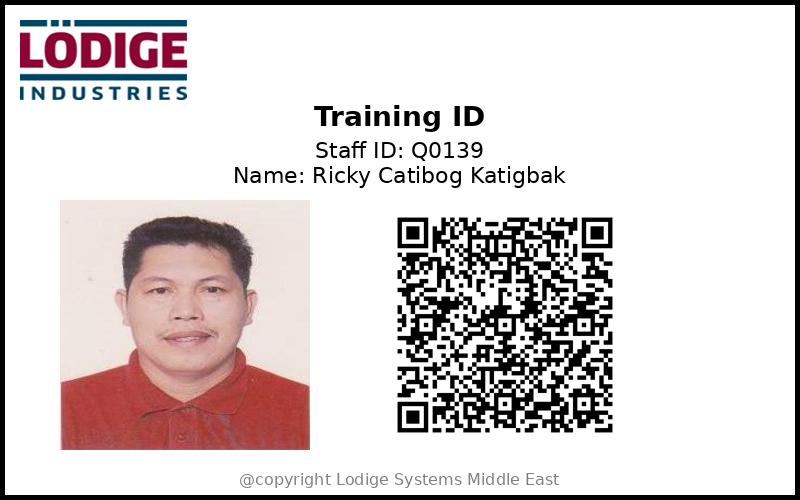 LÖDIGE
INDUSTRIES
Training ID
Staff ID: Q0139
Name: Ricky Catibog Katigbak
@copyright Lodige Systems Middle East